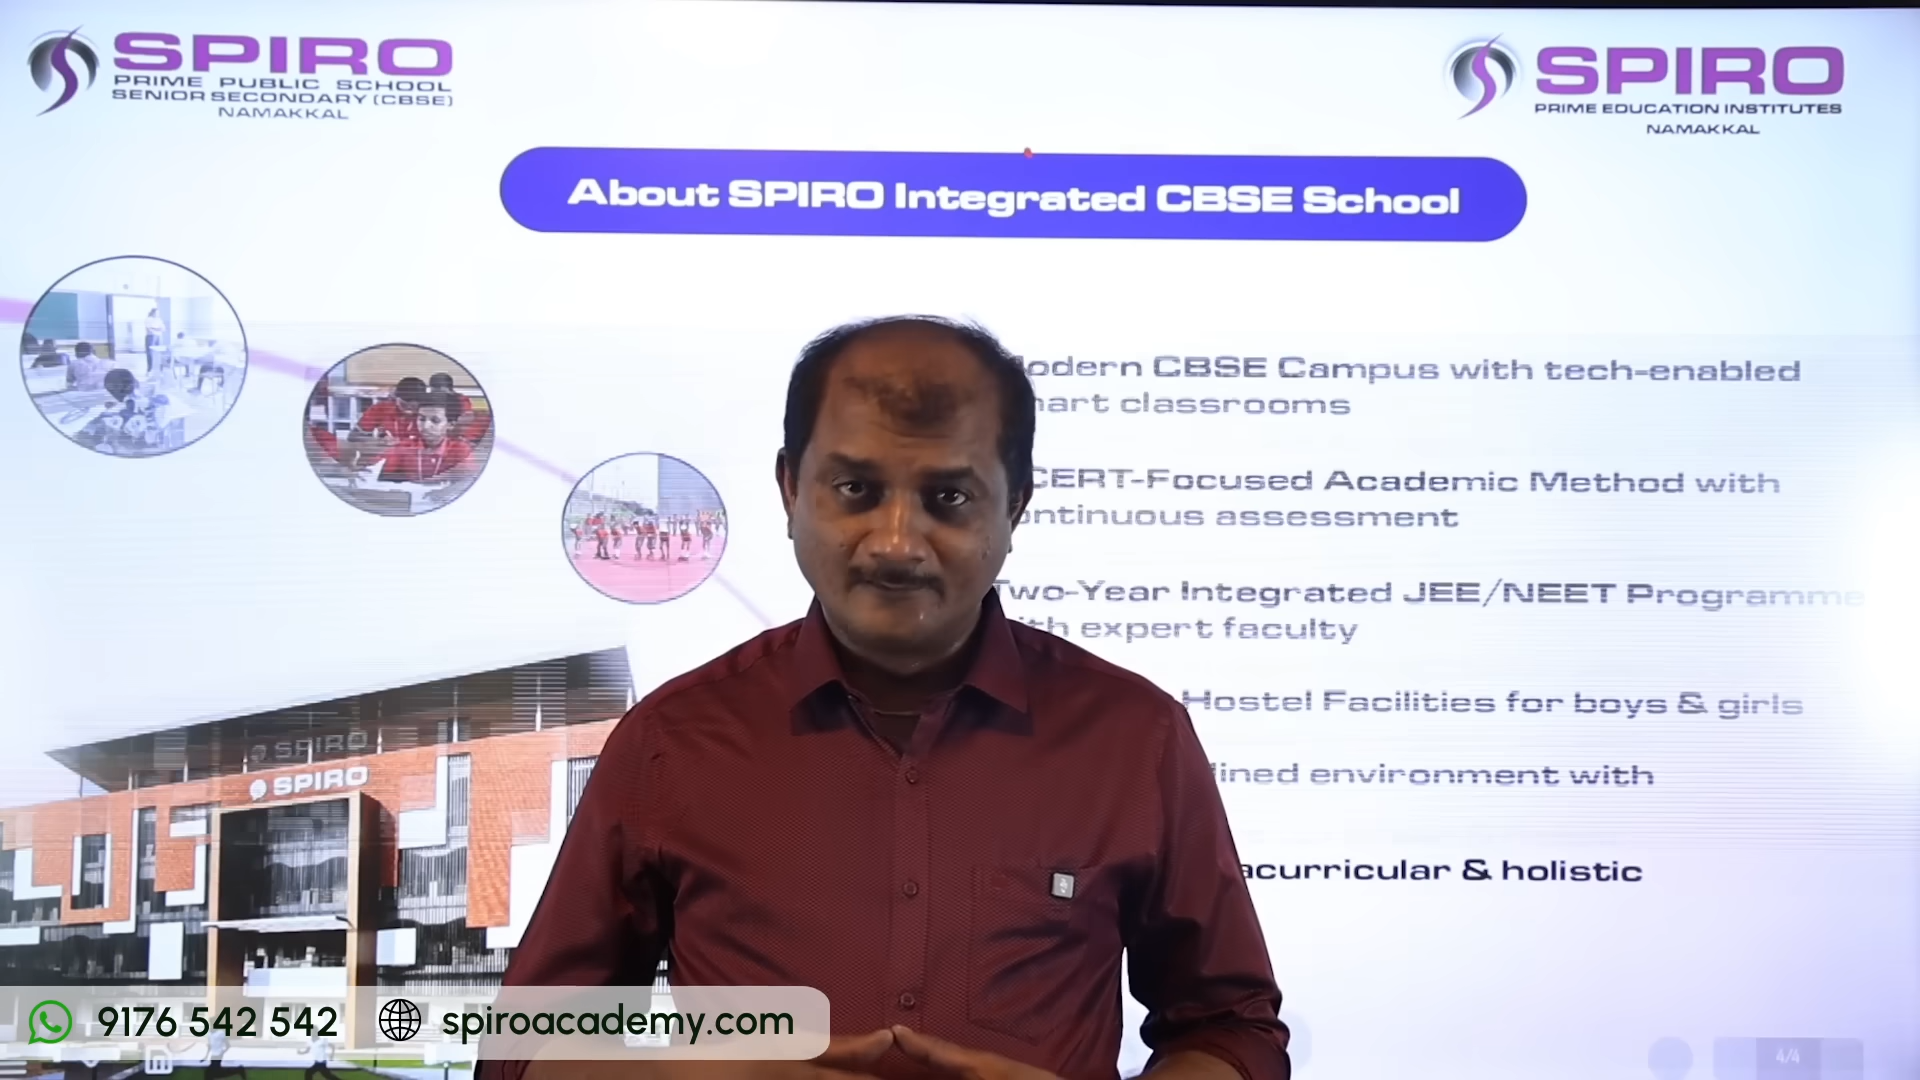 SPIRO
PRIME PUBLIC SCHOOL
SENIOR SECONDARY (CBSE)
NAMAKKAL
SPIRO
PRIME EDUCATION INSTITUTES
NAMAKKAL
About SPIRO Integrated CBSE School
CBSE Campus with tech-enabled
classrooms
Focused Academic Method with
assessment
Two-Year Integrated JEE/NEET Programme
expert faculty
Hostel Facilities for boys & girls
environment with
& holistic
SPIRO
SPIRO
9176 542 542
spiroacademy.com
4/4